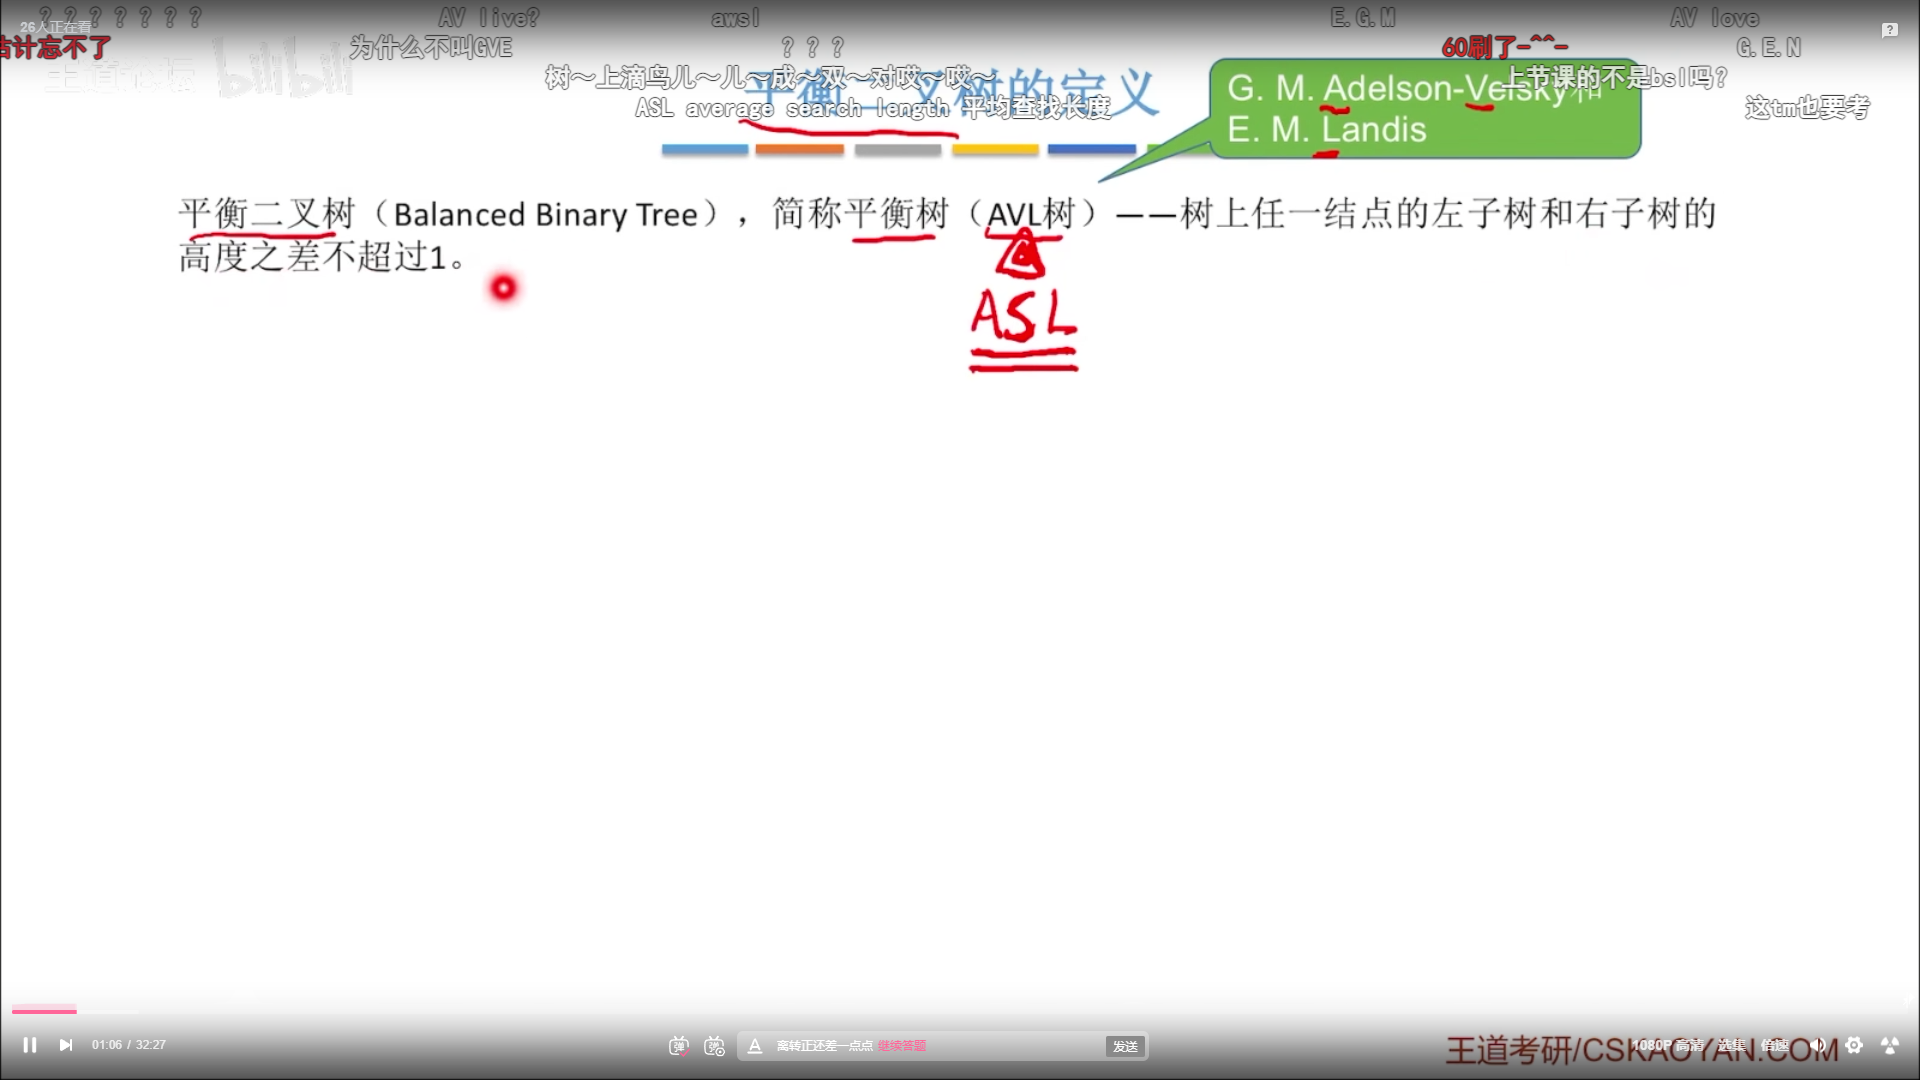 ? ? ? ? ? ? ?
26人正在看
AV live?
awsl
E.G.M
AV love
估计忘不了
为什么不叫GVE
? ? ?
60刷了-^^-
G.E.N
王道论坛 bilibili
树～上滴鸟儿～儿～成～双～对哎～哎～
上节课的不是bsl吗?
平衡二叉树的定义
ASL average search length 平均查找长度
这tm也要考
G. M. Adelson-Velsky和
E. M. Landis
平衡二叉树（Balanced Binary Tree），简称平衡树（AVL树）——树上任一结点的左子树和右子树的
高度之差不超过1。
ASL
01:06 / 32:27
弹
弹
A
离转正还差一点点 继续答题
发送
1080P 高清
选集
倍速
王道考研/CSKAOYAN.COM